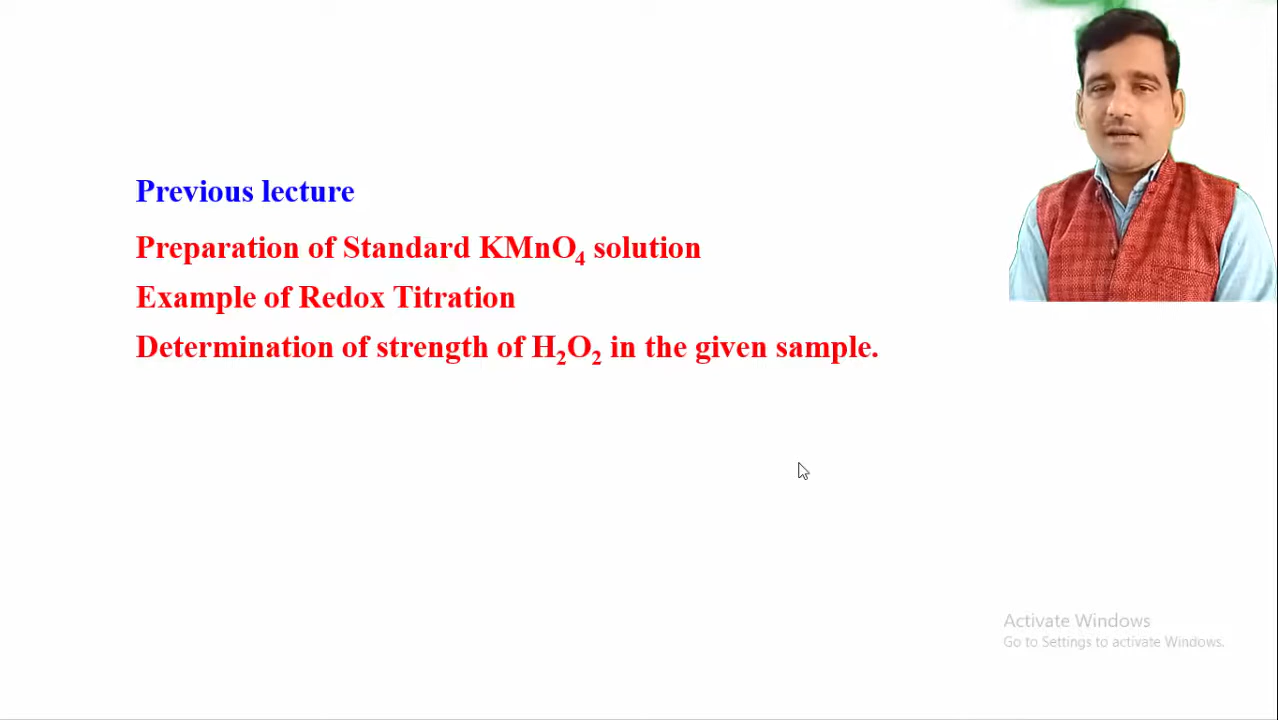 Previous lecture
Preparation of Standard KMnO₄ solution
Example of Redox Titration
Determination of strength of H₂O₂ in the given sample.
Activate Windows
Go to Settings to activate Windows.